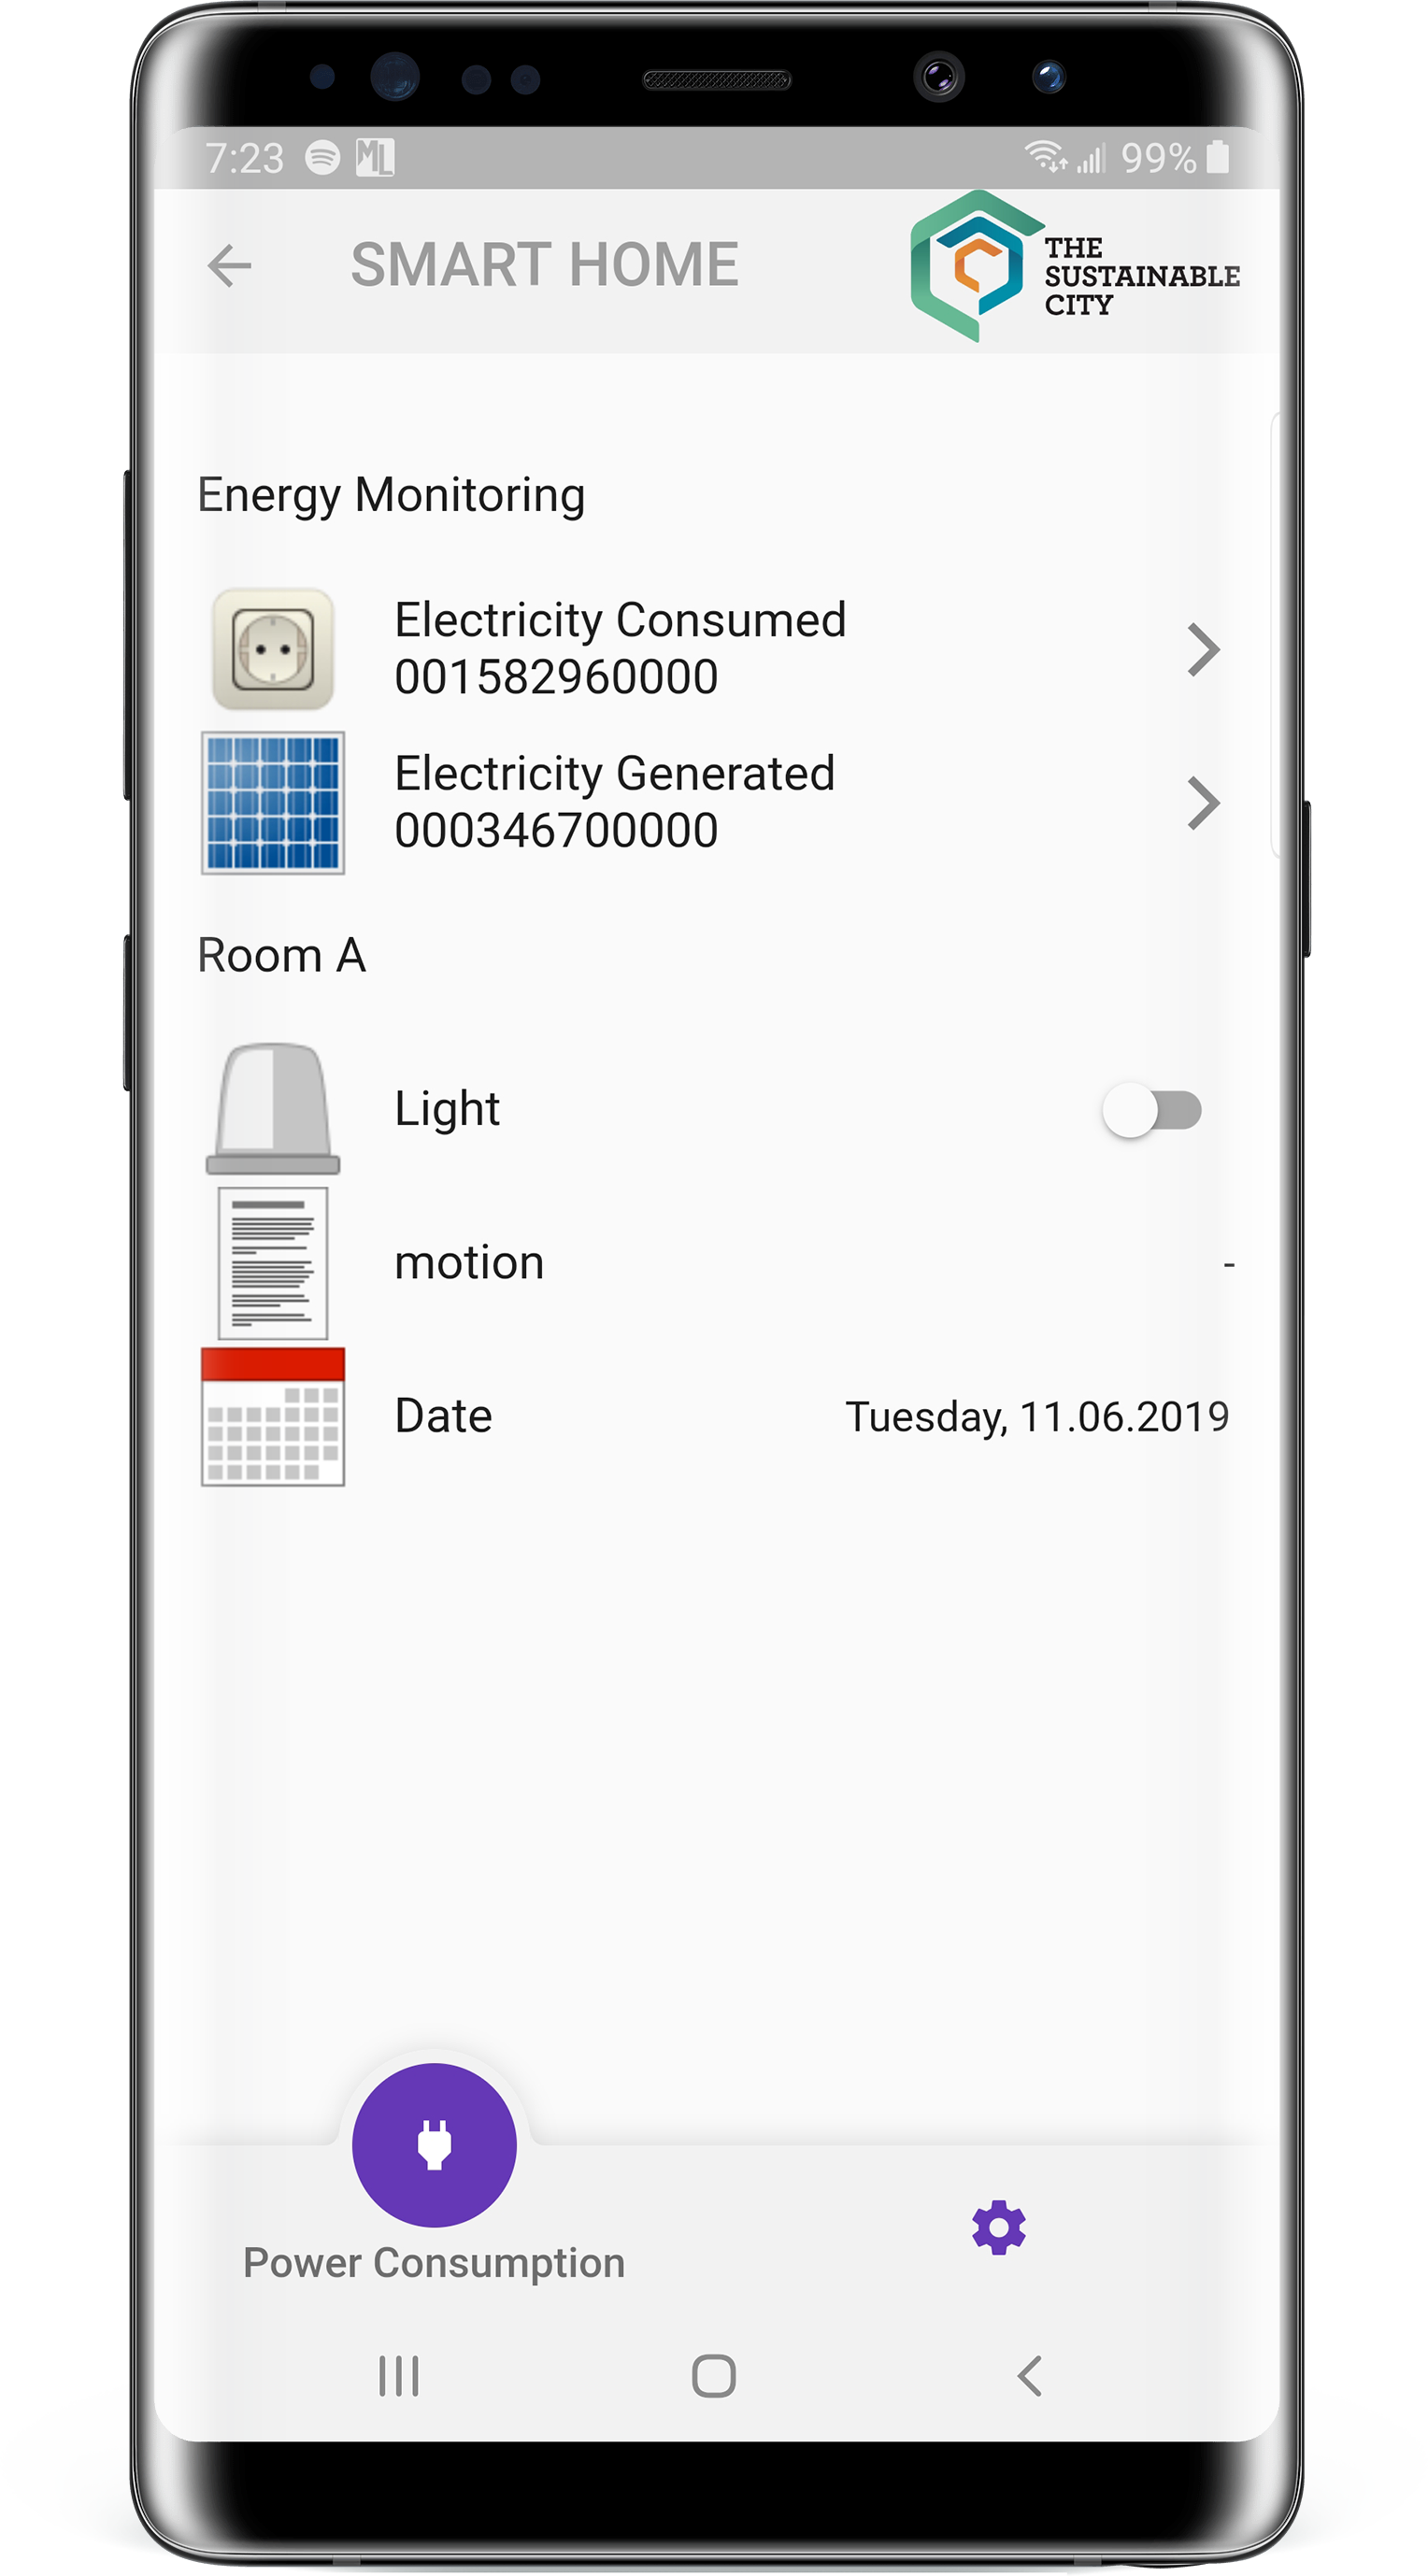 7:23 ML 99%
SMART HOME
THE
SUSTAINABLE
CITY
Energy Monitoring
Electricity Consumed
001582960000
Electricity Generated
000346700000
Room A
Light
motion -
Date Tuesday, 11.06.2019
Power Consumption